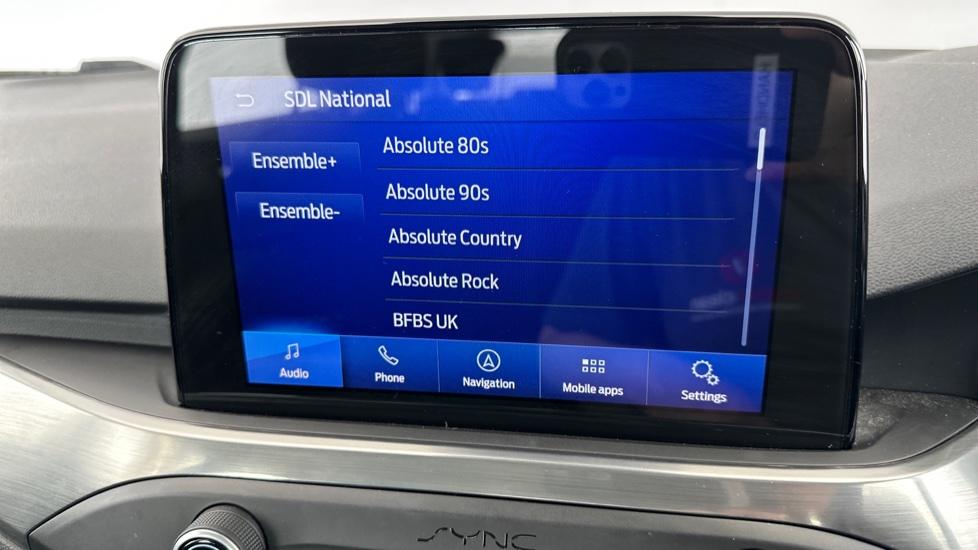 SDL National
Ensemble+
Ensemble-
Absolute 80s
Absolute 90s
Absolute Country
Absolute Rock
BFBS UK
Audio
Phone
Navigation
Mobile apps
Settings
SYNC